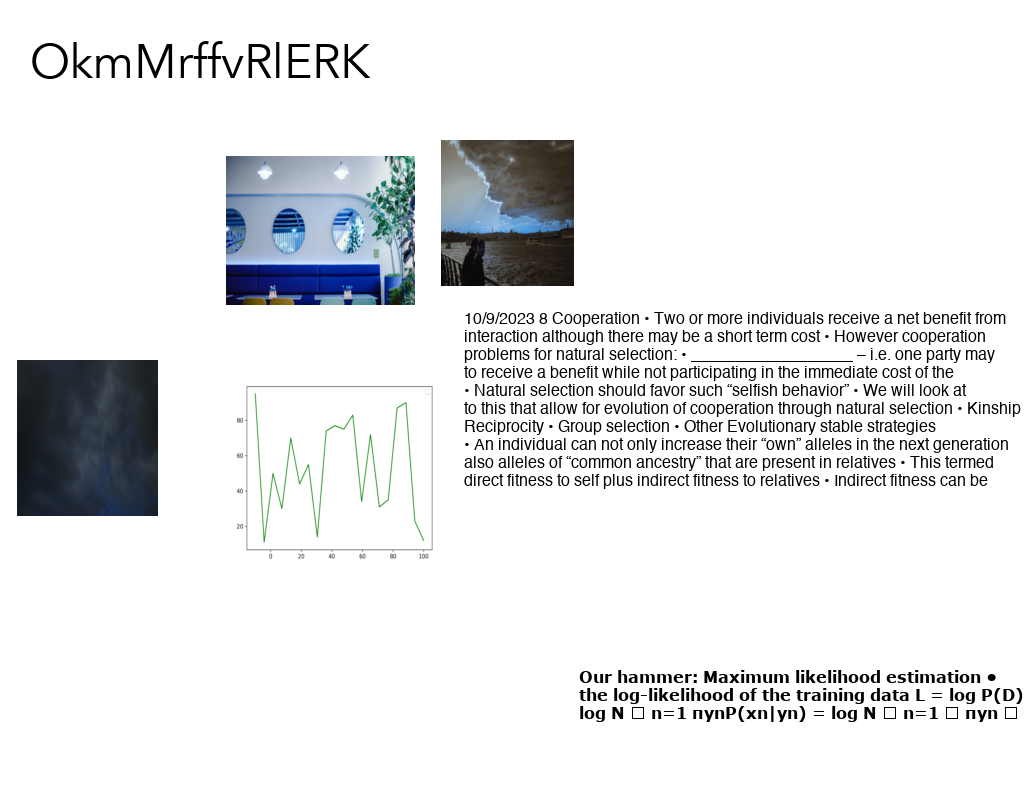 OkmMrffvRlERK
10/9/2023 8 Cooperation • Two or more individuals receive a net benefit from
interaction although there may be a short term cost • However cooperation
problems for natural selection: • ___________________ – i.e. one party may
to receive a benefit while not participating in the immediate cost of the
• Natural selection should favor such “selfish behavior” • We will look at
to this that allow for evolution of cooperation through natural selection • Kinship
Reciprocity • Group selection • Other Evolutionary stable strategies
• An individual can not only increase their “own” alleles in the next generation
also alleles of “common ancestry” that are present in relatives • This termed
direct fitness to self plus indirect fitness to relatives • Indirect fitness can be
80
60
40
20
0 20 40 60 80 100
Our hammer: Maximum likelihood estimation •
the log-likelihood of the training data L = log P(D)
log N □ n=1 πynP(xn|yn) = log N □ n=1 □ πyn □